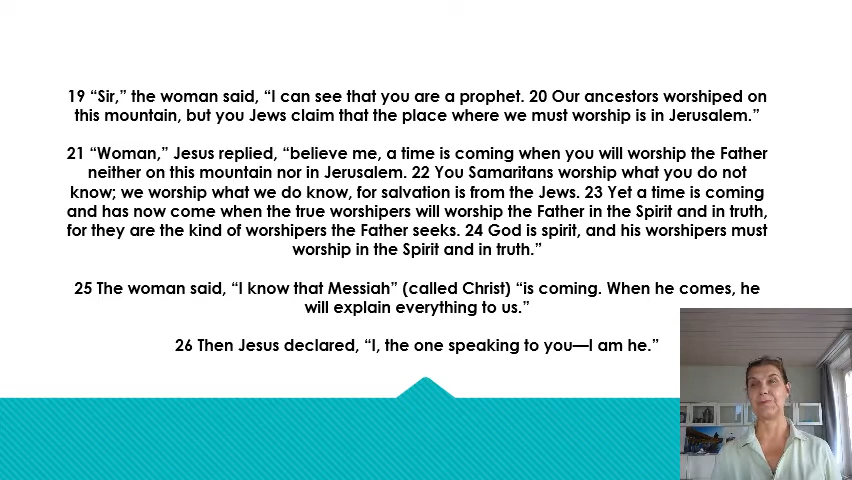 19 “Sir,” the woman said, “I can see that you are a prophet. 20 Our ancestors worshiped on
this mountain, but you Jews claim that the place where we must worship is in Jerusalem.”
21 “Woman,” Jesus replied, “believe me, a time is coming when you will worship the Father
neither on this mountain nor in Jerusalem. 22 You Samaritans worship what you do not
know; we worship what we do know, for salvation is from the Jews. 23 Yet a time is coming
and has now come when the true worshipers will worship the Father in the Spirit and in truth,
for they are the kind of worshipers the Father seeks. 24 God is spirit, and his worshipers must
worship in the Spirit and in truth.”
25 The woman said, “I know that Messiah” (called Christ) “is coming. When he comes, he
will explain everything to us.”
26 Then Jesus declared, “I, the one speaking to you—I am he.”